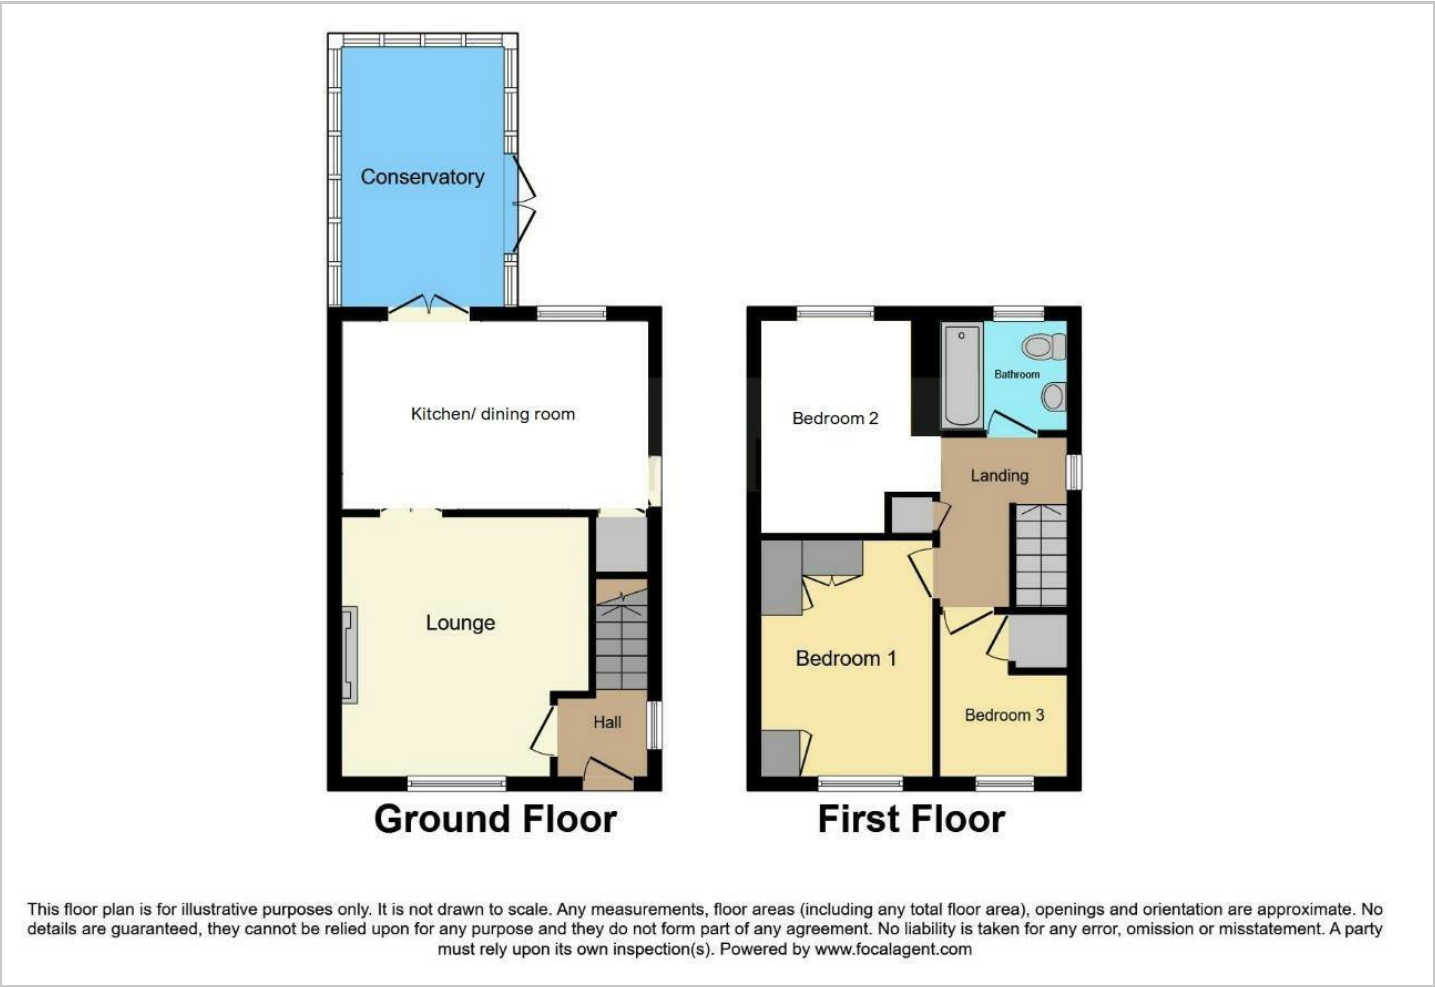 Conservatory
Kitchen/ dining room
Lounge
Hall
Ground Floor
Bedroom 2
Bathroom
Landing
Bedroom 1
Bedroom 3
First Floor
This floor plan is for illustrative purposes only. It is not drawn to scale. Any measurements, floor areas (including any total floor area), openings and orientation are approximate. No
details are guaranteed, they cannot be relied upon for any purpose and they do not form part of any agreement. No liability is taken for any error, omission or misstatement. A party
must rely upon its own inspection(s). Powered by www.focalagent.com